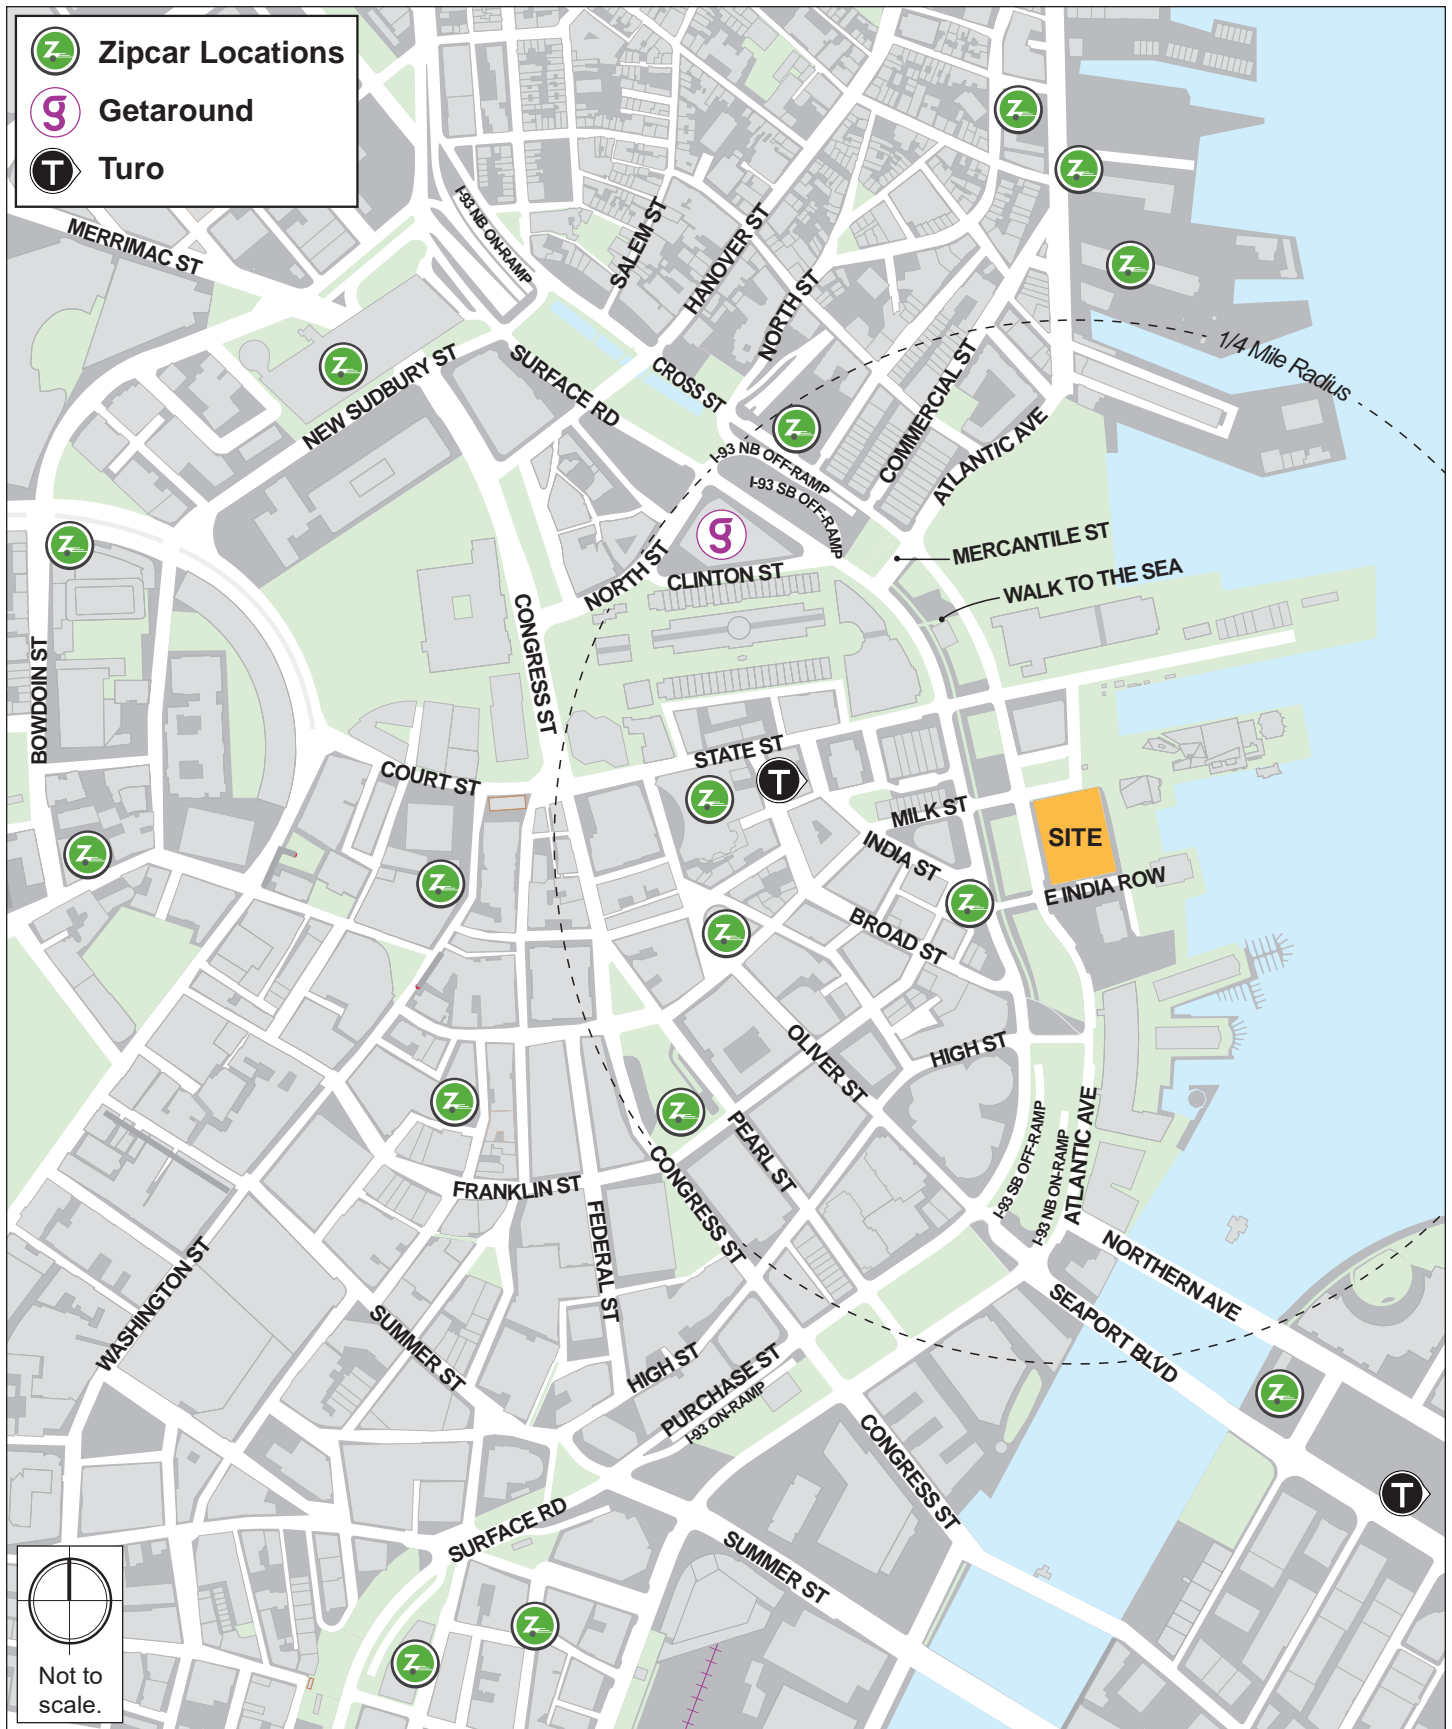 Zipcar Locations
Getaround
T Turo
MERRIMAC ST
I-93 NB ON-RAMP
SALEM ST
HANOVER ST
NORTH ST
1/4 Mile Radius
NEW SUDBURY ST
SURFACE RD
CROSS ST
COMMERCIAL ST
ATLANTIC AVE
I-93 NB OFF-RAMP
I-93 SB OFF-RAMP
MERCANTILE ST
WALK TO THE SEA
NORTH ST
CLINTON ST
CONGRESS ST
BOWDOIN ST
COURT ST
STATE ST
T
MILK ST
INDIA ST
SITE
E INDIA ROW
BROAD ST
OLIVER ST
HIGH ST
PEARL ST
I-93 SB OFF-RAMP
I-93 NB ON-RAMP
ATLANTIC AVE
FRANKLIN ST
CONGRESS ST
FEDERAL ST
WASHINGTON ST
SUMMER ST
NORTHERN AVE
SEAPORT BLVD
HIGH ST
PURCHASE ST
I-93 ON-RAMP
CONGRESS ST
T
SURFACE RD
SUMMER ST
Not to
scale.